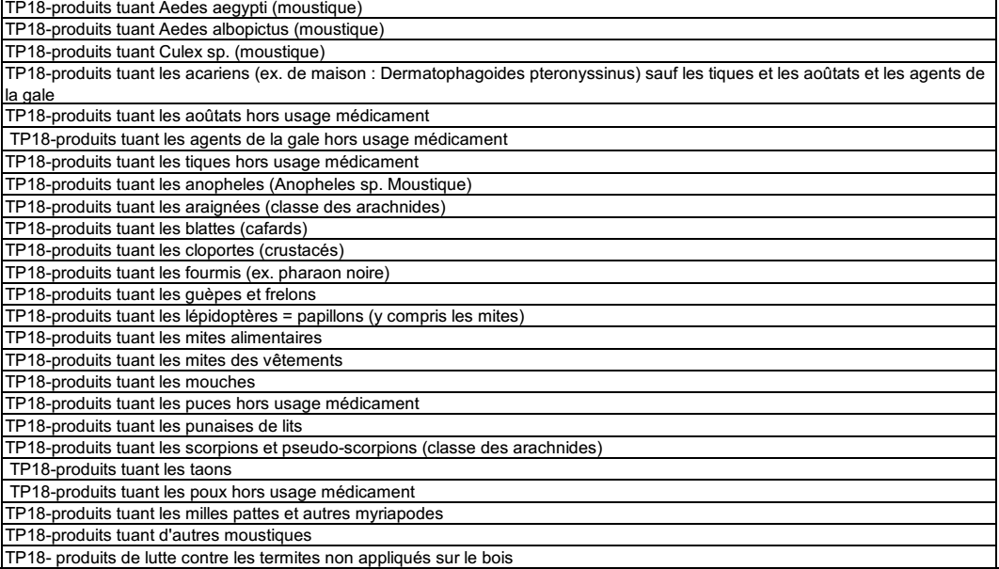 TP18-produits tuant Aedes aegypti (moustique)
TP18-produits tuant Aedes albopictus (moustique)
TP18-produits tuant Culex sp. (moustique)
TP18-produits tuant les acariens (ex. de maison : Dermatophagoides pteronyssinus) sauf les tiques et les aoûtats et les agents de
la gale
TP18-produits tuant les aoûtats hors usage médicament
TP18-produits tuant les agents de la gale hors usage médicament
TP18-produits tuant les tiques hors usage médicament
TP18-produits tuant les anopheles (Anopheles sp. Moustique)
TP18-produits tuant les araignées (classe des arachnides)
TP18-produits tuant les blattes (cafards)
TP18-produits tuant les cloportes (crustacés)
TP18-produits tuant les fourmis (ex. pharaon noire)
TP18-produits tuant les guèpes et frelons
TP18-produits tuant les lépidoptères = papillons (y compris les mites)
TP18-produits tuant les mites alimentaires
TP18-produits tuant les mites des vêtements
TP18-produits tuant les mouches
TP18-produits tuant les puces hors usage médicament
TP18-produits tuant les punaises de lits
TP18-produits tuant les scorpions et pseudo-scorpions (classe des arachnides)
TP18-produits tuant les taons
TP18-produits tuant les poux hors usage médicament
TP18-produits tuant les milles pattes et autres myriapodes
TP18-produits tuant d'autres moustiques
TP18- produits de lutte contre les termites non appliqués sur le bois